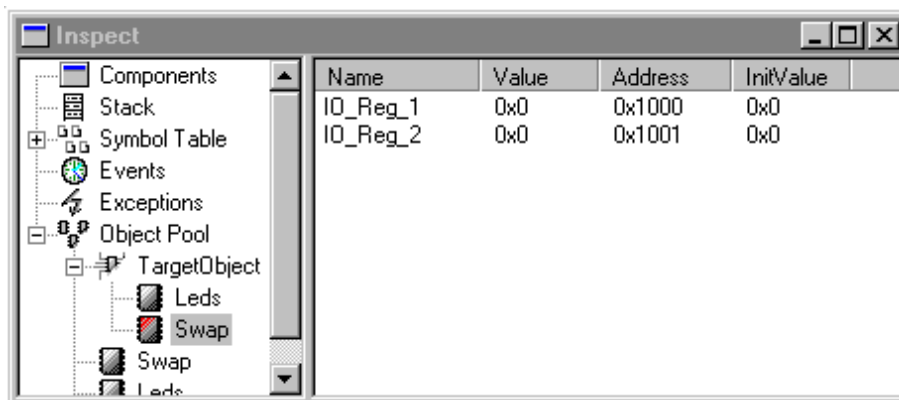 Inspect
Components
Stack
Symbol Table
Events
Exceptions
Object Pool
TargetObject
Leds
Swap
Swap
Leds
Name Value Address InitValue
IO_Reg_1 0x0 0x1000 0x0
IO_Reg_2 0x0 0x1001 0x0